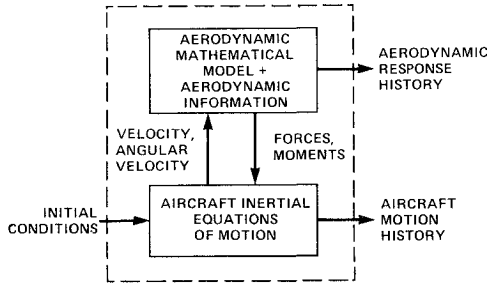 AERODYNAMIC
MATHEMATICAL
MODEL +
AERODYNAMIC
INFORMATION
AERODYNAMIC
RESPONSE
HISTORY
VELOCITY,
ANGULAR
VELOCITY
FORCES,
MOMENTS
INITIAL
CONDITIONS
AIRCRAFT INERTIAL
EQUATIONS
OF MOTION
AIRCRAFT
MOTION
HISTORY